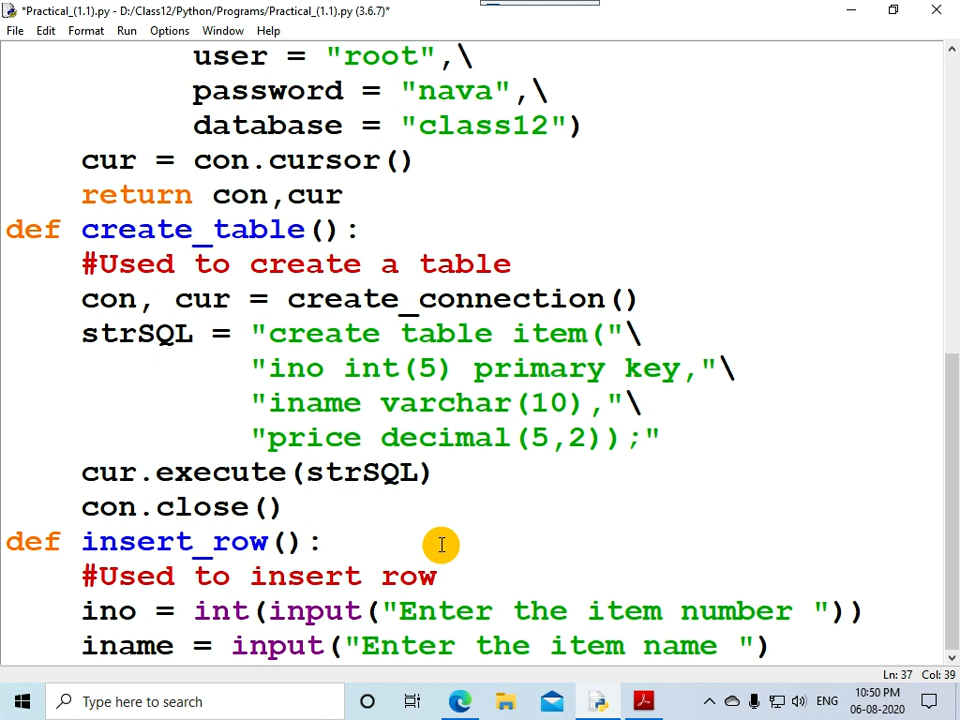 *Practical_(1.1).py - D:/Class12/Python/Programs/Practical_(1.1).py (3.6.7)*
File Edit Format Run Options Window Help
user = "root",\
password = "nava",\
database = "class12")
cur = con.cursor()
return con,cur
def create_table():
#Used to create a table
con, cur = create_connection()
strSQL = "create table item("\
"ino int(5) primary key,"\
"iname varchar(10),"\
"price decimal(5,2));"
cur.execute(strSQL)
con.close()
def insert_row():
#Used to insert row
ino = int(input("Enter the item number "))
iname = input("Enter the item name ")
Ln: 37 Col: 39
Type here to search
ENG
10:50 PM
06-08-2020